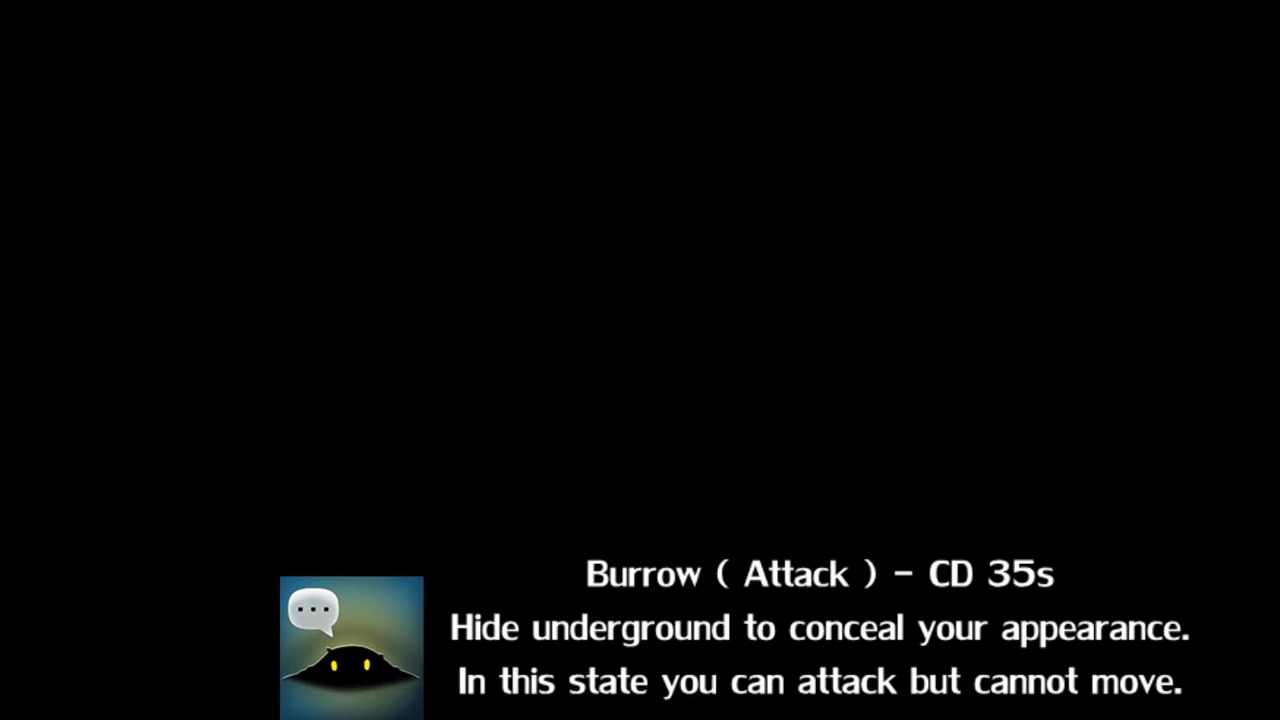 Burrow ( Attack ) - CD 35s
Hide underground to conceal your appearance.
In this state you can attack but cannot move.